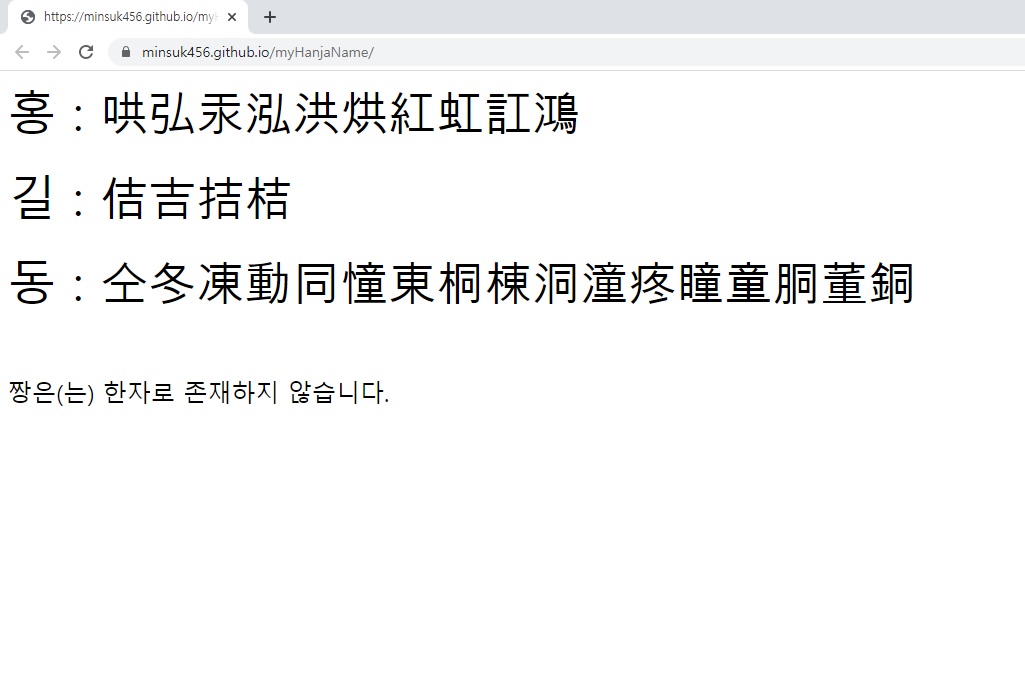 https://minsuk456.github.io/my
minsuk456.github.io/myHanjaName/
홍 : 哄弘汞泓洪烘紅虹訌鴻
길 : 佶吉拮桔
동 : 仝冬凍動同憧東桐棟洞潼疼瞳童胴董銅
짱은(는) 한자로 존재하지 않습니다.